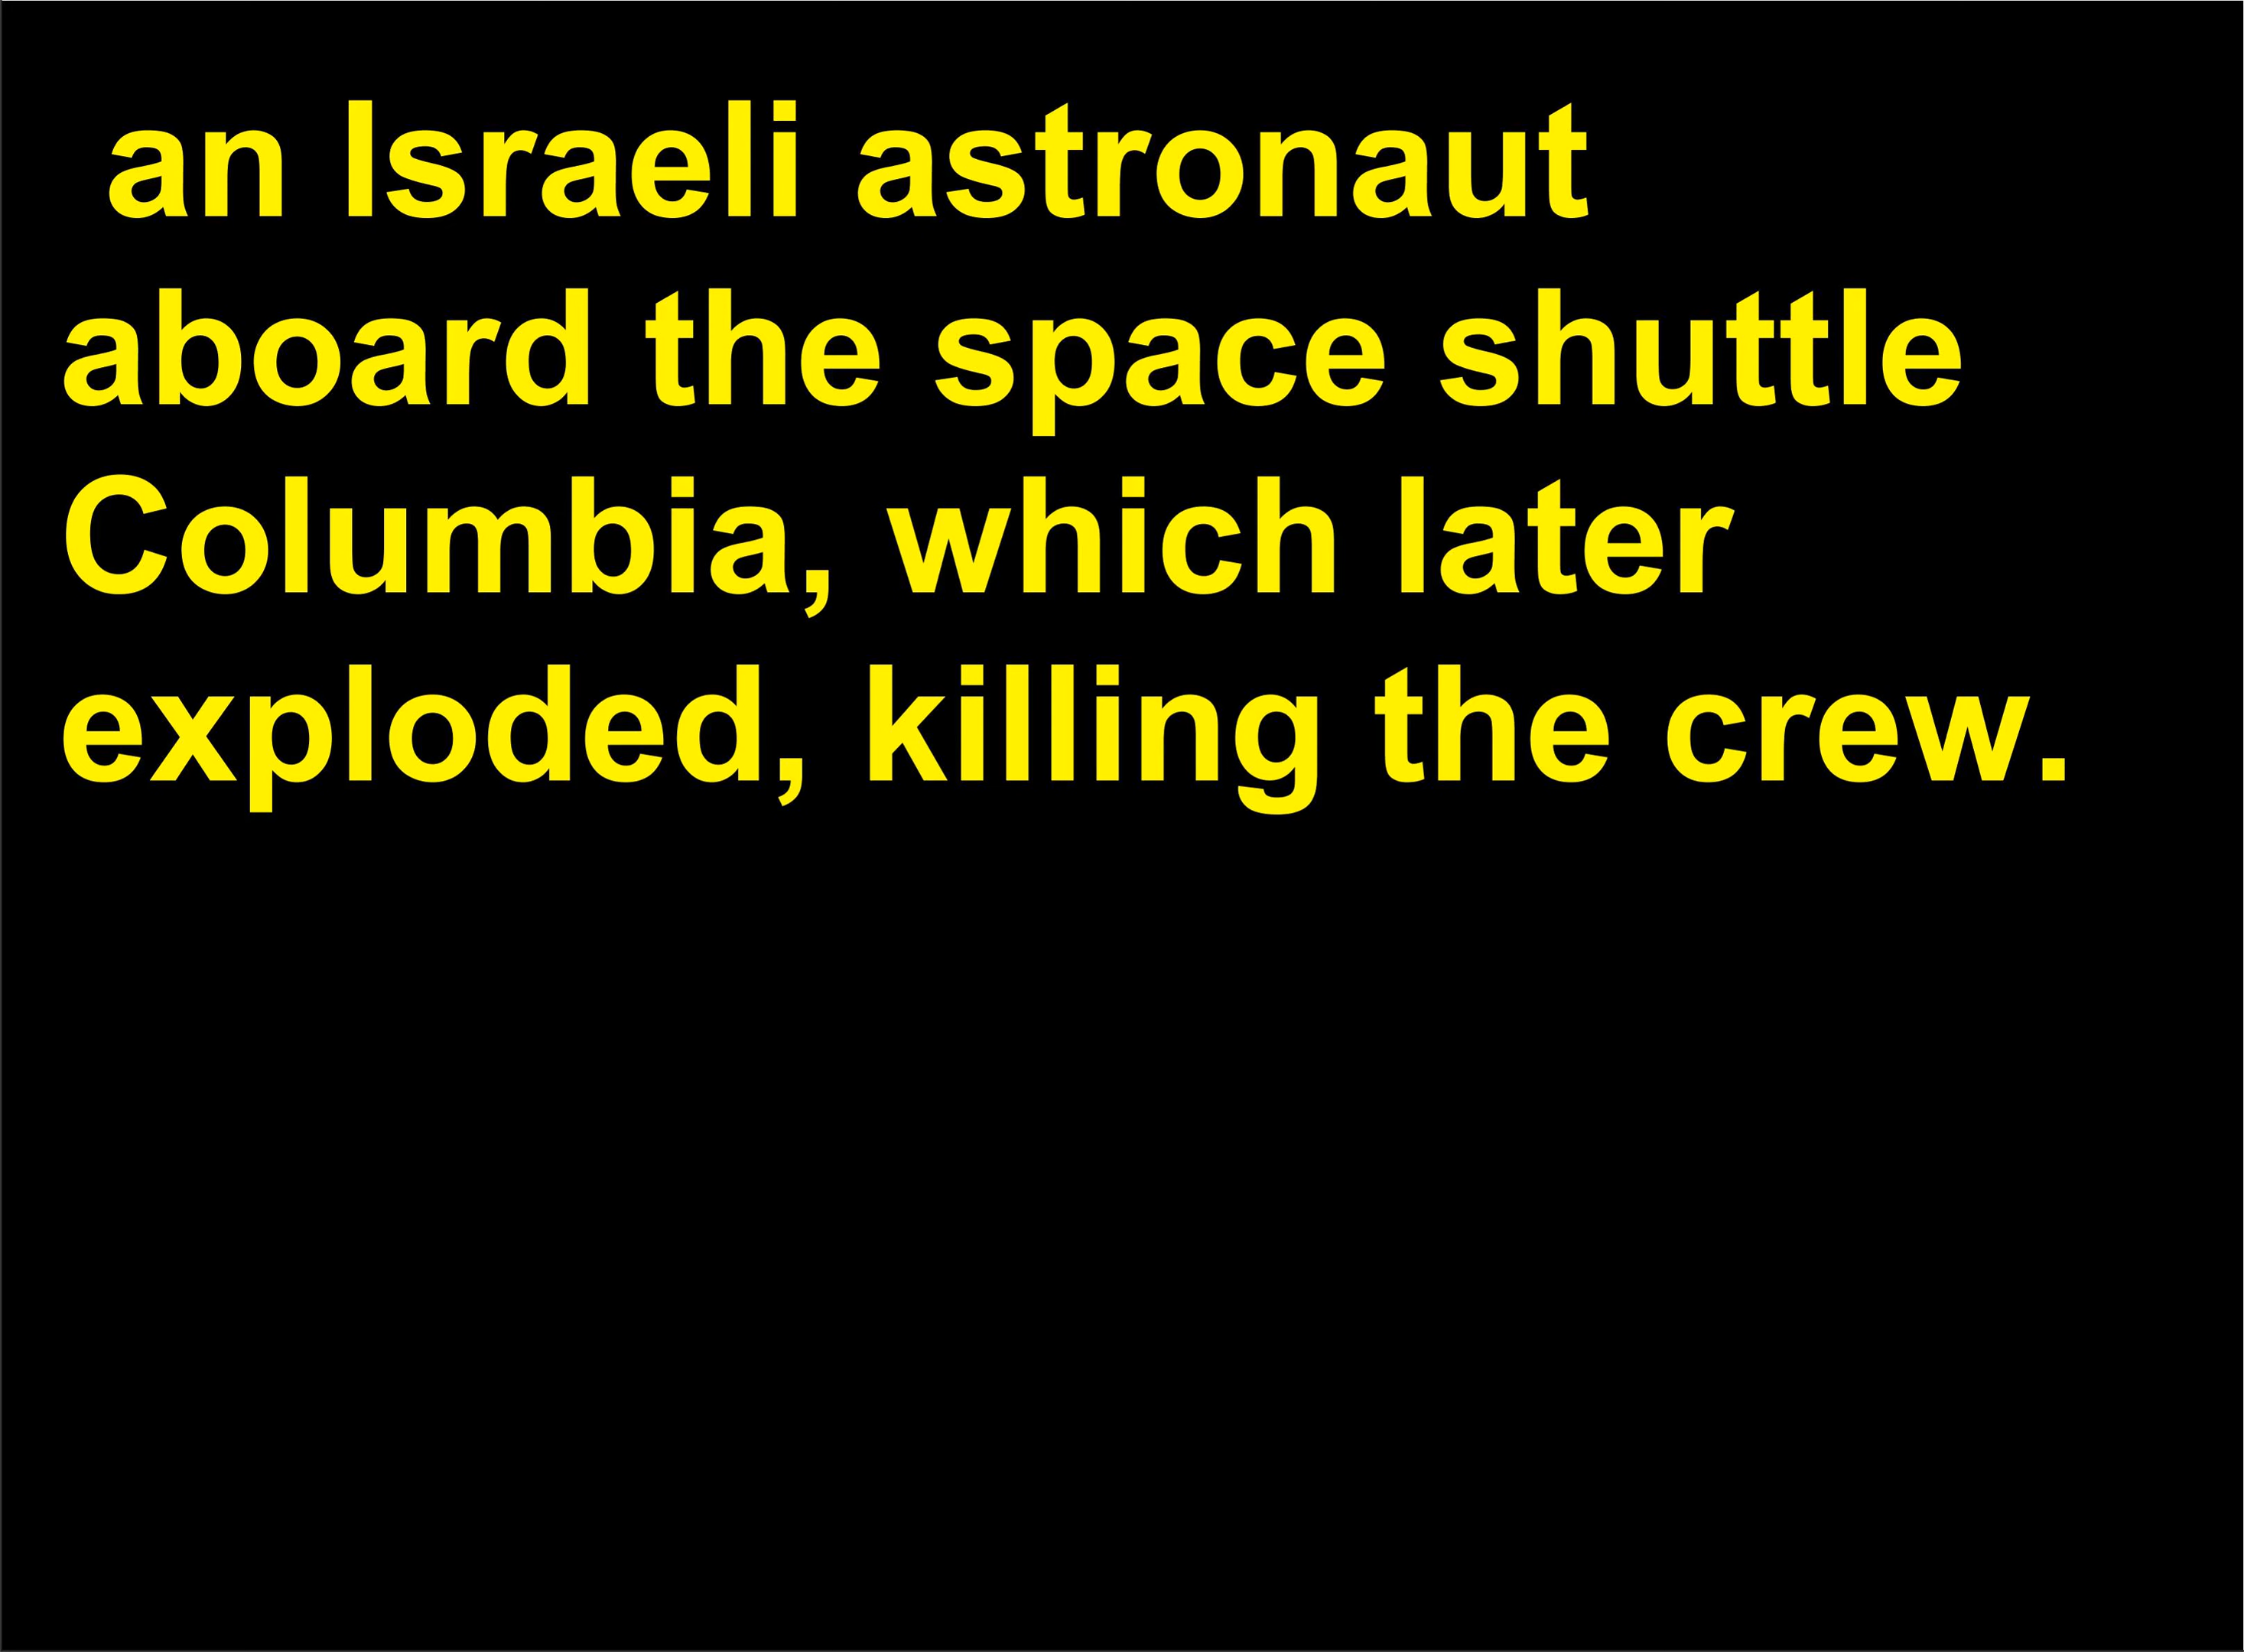 an Israeli astronaut
aboard the space shuttle
Columbia, which later
exploded, killing the crew.